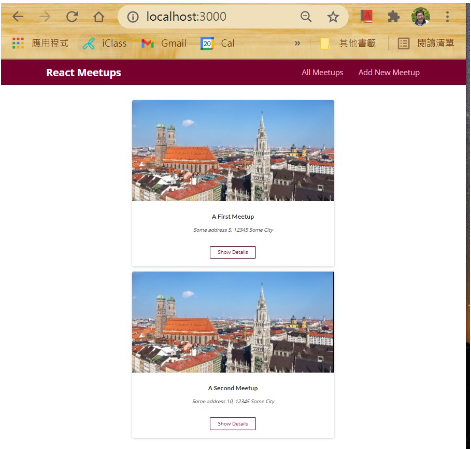 localhost:3000
應用程式 iClass Gmail 20 Cal » 其他書籤 閱讀清單
React Meetups All Meetups Add New Meetup
A First Meetup
Some address 5, 12345 Some City
Show Details
A Second Meetup
Some address 10, 12345 Some City
Show Details